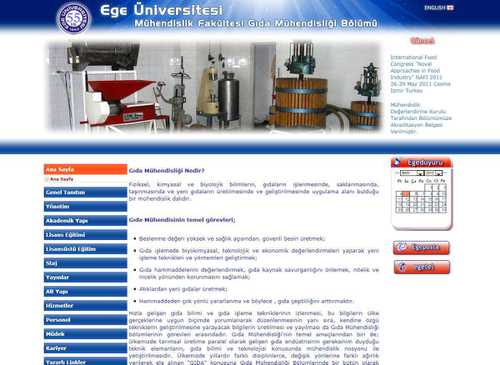 Ege Üniversitesi
Mühendislik Fakültesi Gıda Mühendisliği Bölümü
ENGLISH
Güncel
International Food
Congress "Novel
Approaches in Food
Industry" NAFI 2011
26-29 May 2011 Cesme
Izmir Turkey
Mühendislik
Değerlendirme Kurulu
Tarafından Bölümümüze
Akreditasyon Belgesi
Verilmiştir.
Ana Sayfa
Ana Sayfa
Genel Tanıtım
Yönetim
Akademik Yapı
Lisans Eğitimi
Lisansüstü Eğitimi
Staj
Yayınlar
Alt Yapı
Hizmetler
Personel
Müdek
Kariyer
Yararlı Linkler
Gıda Mühendisliği Nedir?
Fiziksel, kimyasal ve biyolojik bilimlerin, gıdaların işlenmesinde, saklanmasında,
taşınmasında ve yeni gıdaların üretilmesinde ve geliştirilmesinde uygulama alanı bulduğu
bir mühendislik dalıdır.
Gıda Mühendisinin temel görevleri;
Beslenme değeri yüksek ve sağlık açısından, güvenli besin üretmek;
Gıda işlemede biyokimyasal, teknolojik ve ekonomik değerlendirmeleri yaparak yeni
işleme teknikleri ve yöntemleri geliştirmek;
Gıda hammaddelerini değerlendirmek, gıda kaynak savurganlığını önlemek, nitelik ve
nicelik yönünden korunmasını sağlamak;
Atıklardan yeni gıdalar üretmek;
Hammaddeden çok yönlü yararlanma ve böylece , gıda çeşitliliğini arttırmaktır.
Hızla gelişen gıda bilimi ve gıda işleme tekniklerinin izlenmesi, bu bilgilerin ülke
gerçeklerine uygun biçimde yorumlanarak düzenlenmesinin yanı sıra, kendine özgü
tekniklerin geliştirilmesine yarayacak bilgilerin üretilmesi ve yayılması da Gıda Mühendisliği
bölümlerinin görevleri arasındadır. Gıda Mühendisliği'nin temel amaçlarından biri de;
ülkemizde tarımsal üretime paralel olarak gelişen gıda endüstrisinin gereksinim duyduğu
teknik elemanların, gıda bilimi ve teknolojisi konusunda mühendislik nosyonu ile
yetiştirilmesidir. Ülkemizde yıllardır farklı disiplinlerce, değişik yönlerine farklı ağırlık
verilerek ele alınan "GIDA" konusuna Gıda Mühendisliği Bölümlerinde bir bütün olarak
Egeduyuru
Egeposta
egecel